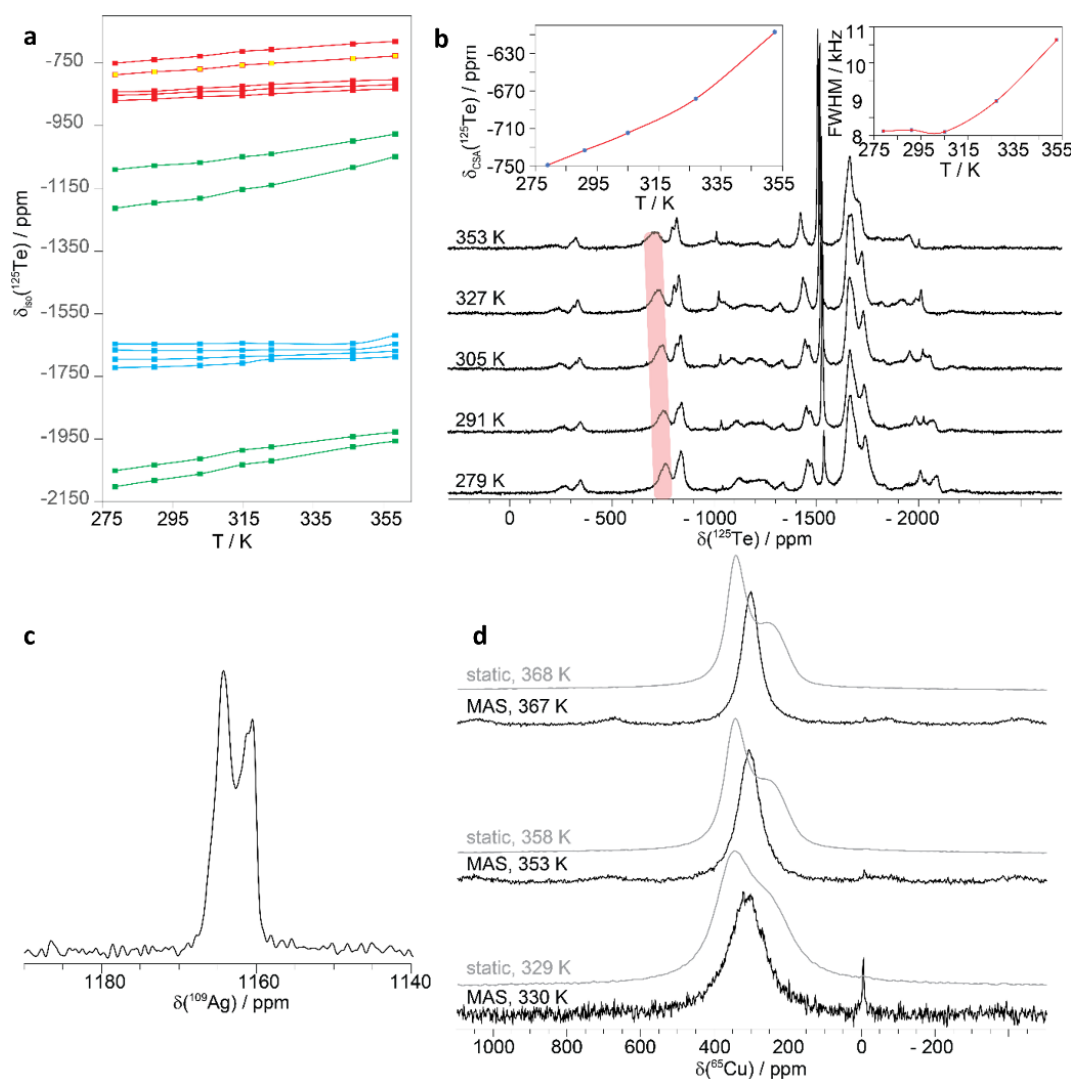 a
-750
-950
-1150
-1350
-1550
-1750
-1950
-2150
δiso(¹²⁵Te) / ppm
275 295 315 335 355
T / K
b
-630
-670
-710
-750
δCSA(¹²⁵Te) / ppm
275 295 315 335 355
T / K
11
10
9
8
FWHM / kHz
275 295 315 335 355
T / K
353 K
327 K
305 K
291 K
279 K
0 - 500 - 1000 - 1500 - 2000
δ(¹²⁵Te) / ppm
c
1180 1160 1140
δ(¹⁰⁹Ag) / ppm
d
static, 368 K
MAS, 367 K
static, 358 K
MAS, 353 K
static, 329 K
MAS, 330 K
1000 800 600 400 200 0 - 200
δ(⁶⁵Cu) / ppm